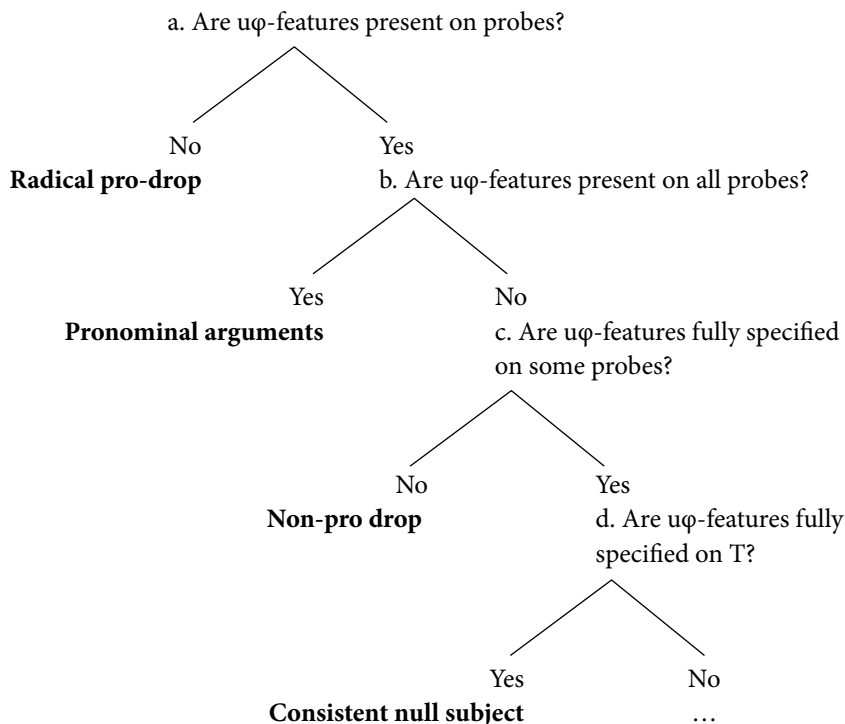 a. Are uφ-features present on probes?
No
Yes
Radical pro-drop
b. Are uφ-features present on all probes?
Yes
No
Pronominal arguments
c. Are uφ-features fully specified
on some probes?
No
Yes
Non-pro drop
d. Are uφ-features fully
specified on T?
Yes
No
Consistent null subject
…